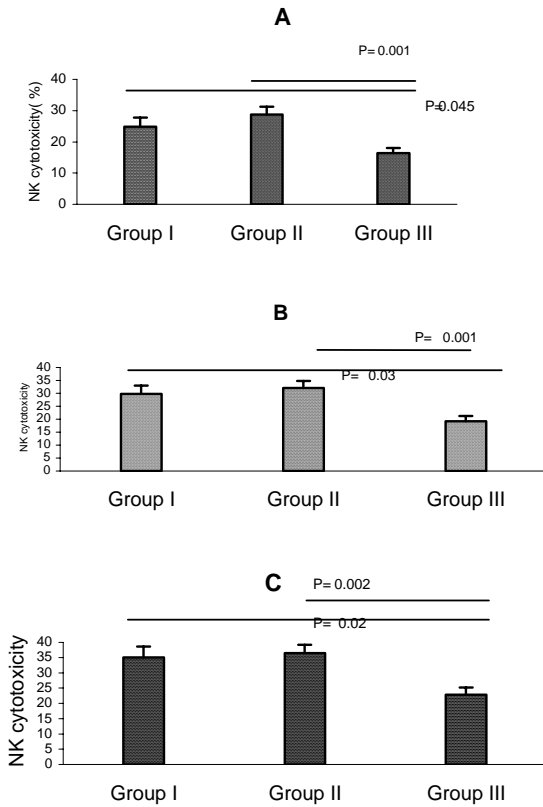 A
P= 0.001
P=0.045
NK cytotoxicity( %)
40
30
20
10
0
Group I Group II Group III
B
P= 0.001
P= 0.03
NK cytotoxicity
40
35
30
25
20
15
10
5
0
Group I Group II Group III
C
P= 0.002
P= 0.02
NK cytotoxicity
40
35
30
25
20
15
10
5
0
Group I Group II Group III